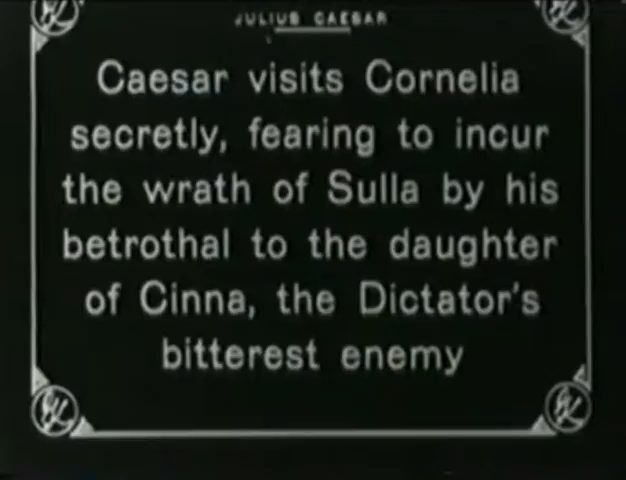 JULIUS CAESAR
Caesar visits Cornelia
secretly, fearing to incur
the wrath of Sulla by his
betrothal to the daughter
of Cinna, the Dictator's
bitterest enemy